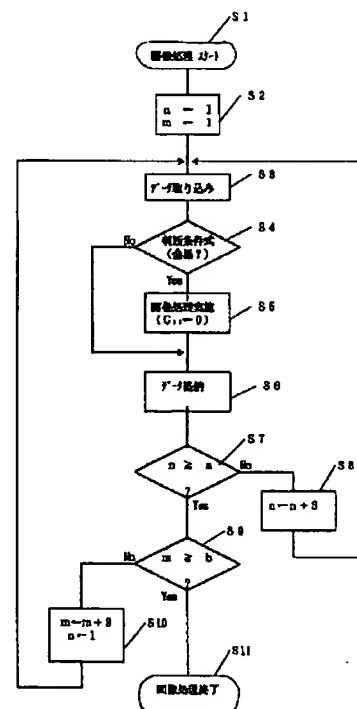 S1
画像処理 スタート
S2
n ← 1
m ← 1
S3
データ取り込み
S4
判断条件式
(合格?)
No
Yes
S5
画像処理実施
S6
データ格納
S7
n ≧ a
?
No
Yes
S8
n←n+3
S9
m ≧ b
?
No
Yes
S10
m←m+3
n←1
S11
画像処理終了